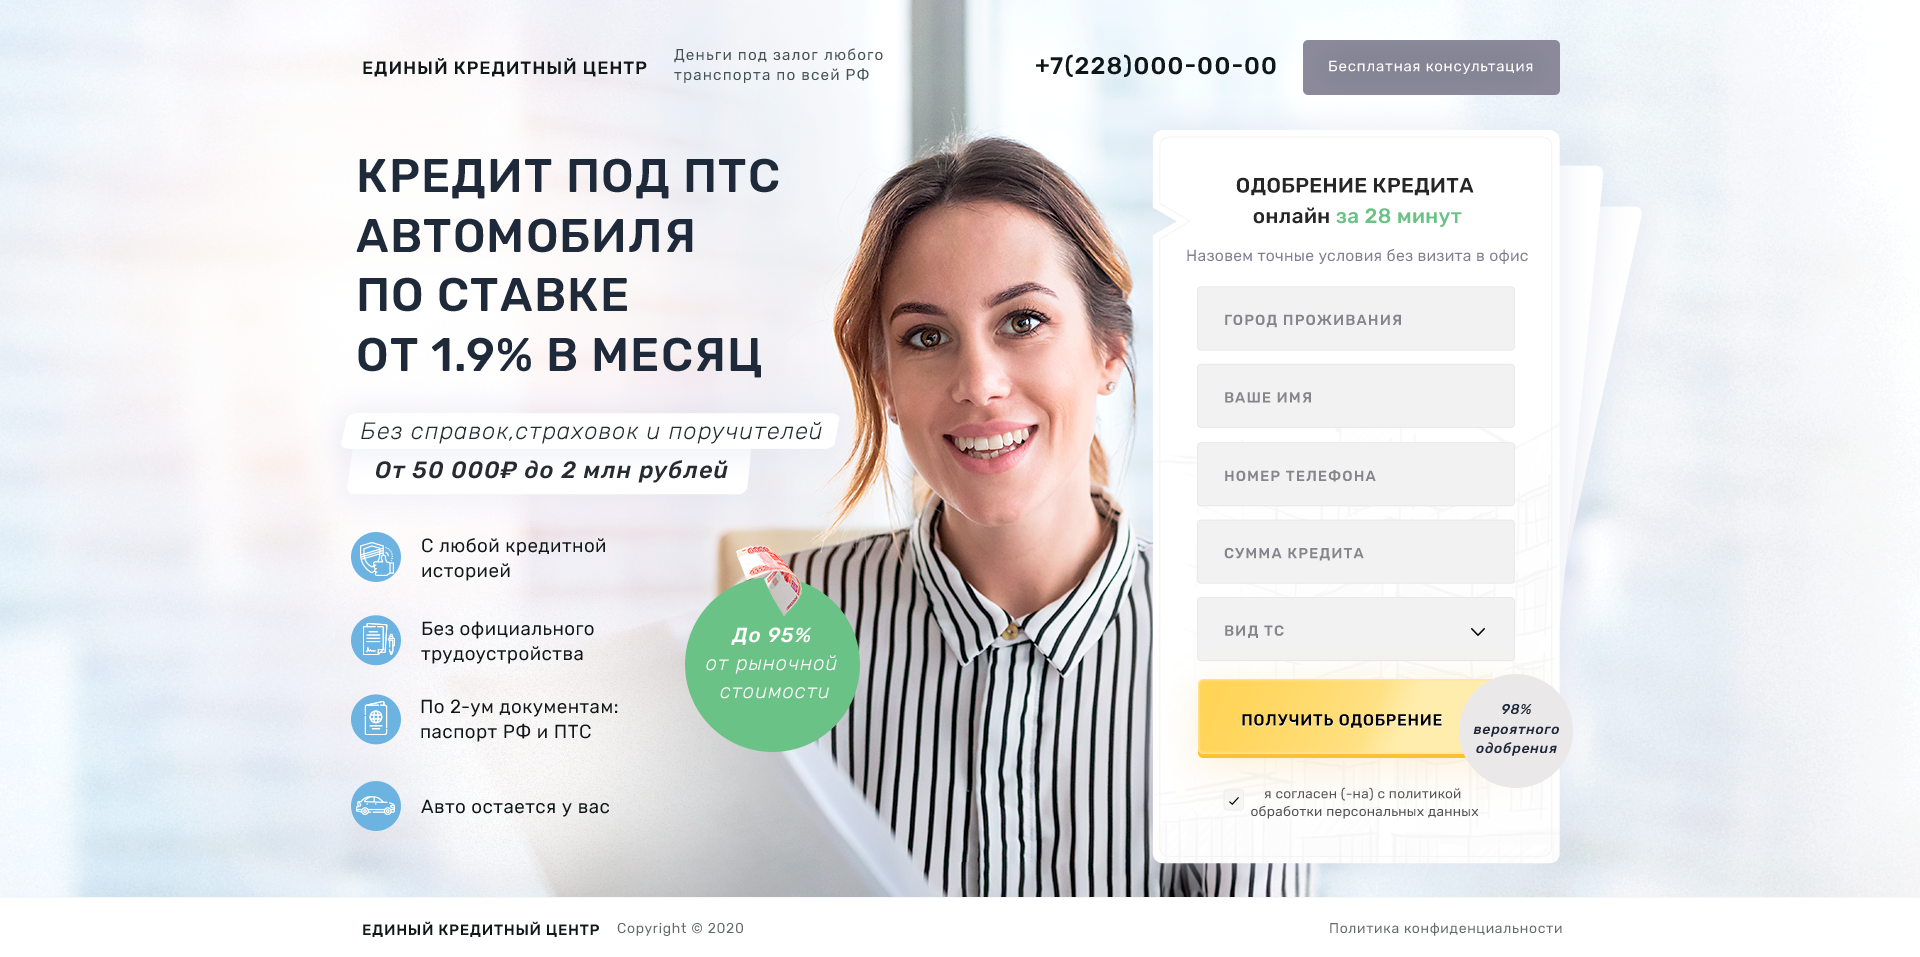 ЕДИНЫЙ КРЕДИТНЫЙ ЦЕНТР
Деньги под залог любого
транспорта по всей РФ
+7(228)000-00-00
Бесплатная консультация
КРЕДИТ ПОД ПТС
АВТОМОБИЛЯ
ПО СТАВКЕ
ОТ 1.9% В МЕСЯЦ
Без справок,страховок и поручителей
От 50 000₽ до 2 млн рублей
С любой кредитной
историей
Без официального
трудоустройства
По 2-ум документам:
паспорт РФ и ПТС
Авто остается у вас
До 95%
от рыночной
стоимости
ОДОБРЕНИЕ КРЕДИТА
онлайн за 28 минут
Назовем точные условия без визита в офис
ГОРОД ПРОЖИВАНИЯ
ВАШЕ ИМЯ
НОМЕР ТЕЛЕФОНА
СУММА КРЕДИТА
ВИД ТС
ПОЛУЧИТЬ ОДОБРЕНИЕ
98%
вероятного
одобрения
я согласен (-на) с политикой
обработки персональных данных
ЕДИНЫЙ КРЕДИТНЫЙ ЦЕНТР
Copyright © 2020
Политика конфиденциальности